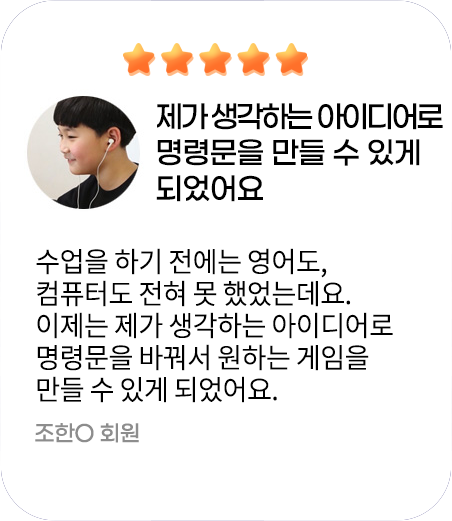 제가 생각하는 아이디어로
명령문을 만들 수 있게
되었어요
수업을 하기 전에는 영어도,
컴퓨터도 전혀 못 했었는데요.
이제는 제가 생각하는 아이디어로
명령문을 바꿔서 원하는 게임을
만들 수 있게 되었어요.
조한O 회원